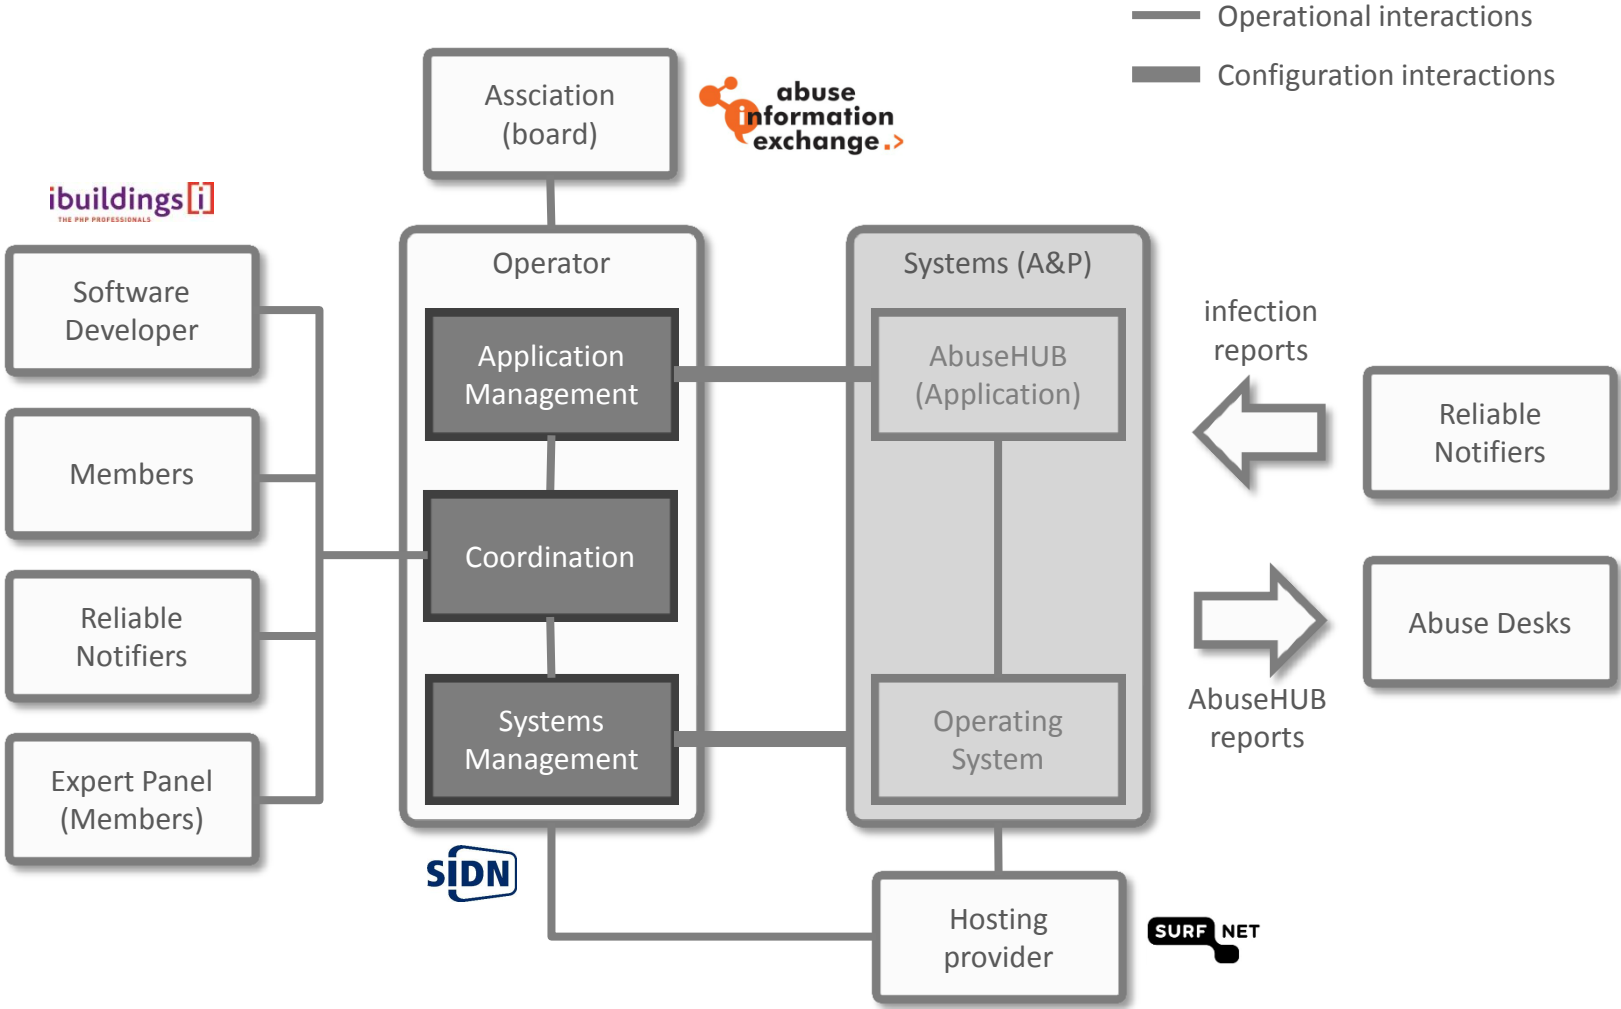 Operational interactions
Configuration interactions
Assciation
(board)
abuse
information
exchange.>
ibuildings[i]
THE PHP PROFESSIONALS
Software
Developer
Members
Reliable
Notifiers
Expert Panel
(Members)
Operator
Application
Management
Coordination
Systems
Management
SIDN
Systems (A&P)
AbuseHUB
(Application)
Operating
System
Hosting
provider
SURF NET
infection
reports
Reliable
Notifiers
Abuse Desks
AbuseHUB
reports